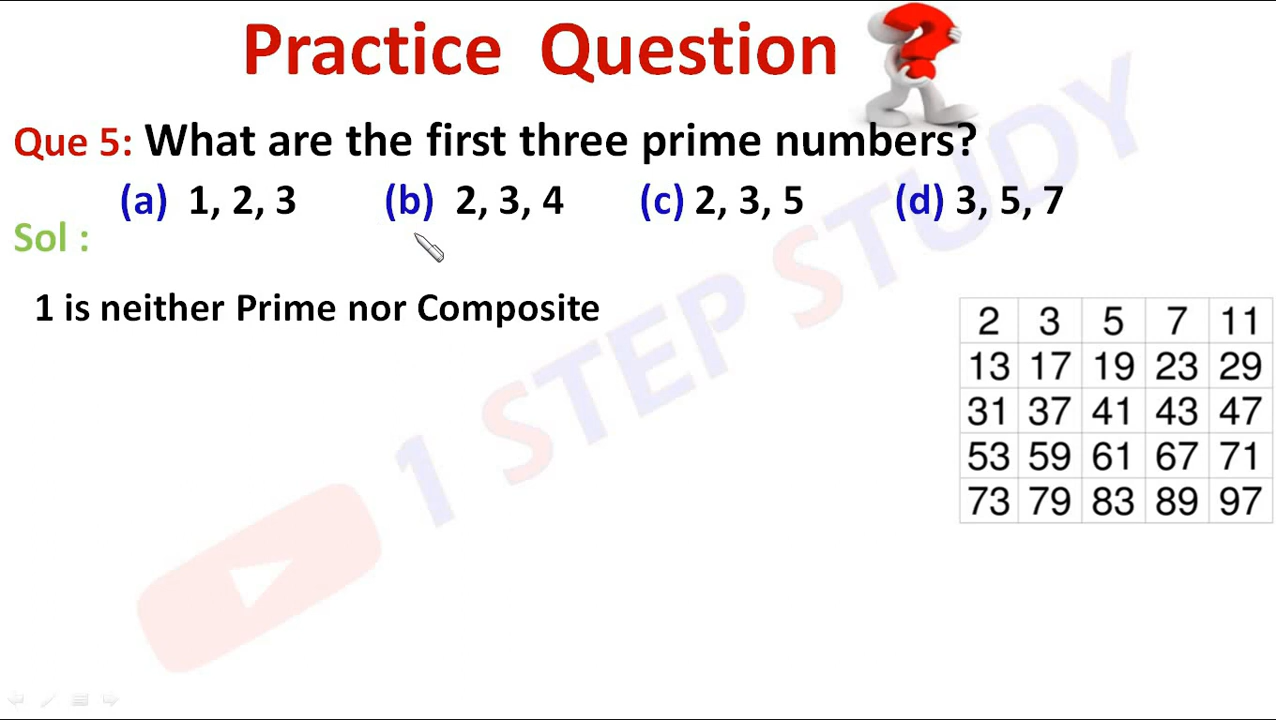 Practice Question
Que 5: What are the first three prime numbers?
(a) 1, 2, 3 (b) 2, 3, 4 (c) 2, 3, 5 (d) 3, 5, 7
Sol :
1 is neither Prime nor Composite
2 3 5 7 11
13 17 19 23 29
31 37 41 43 47
53 59 61 67 71
73 79 83 89 97
1 STEP STUDY